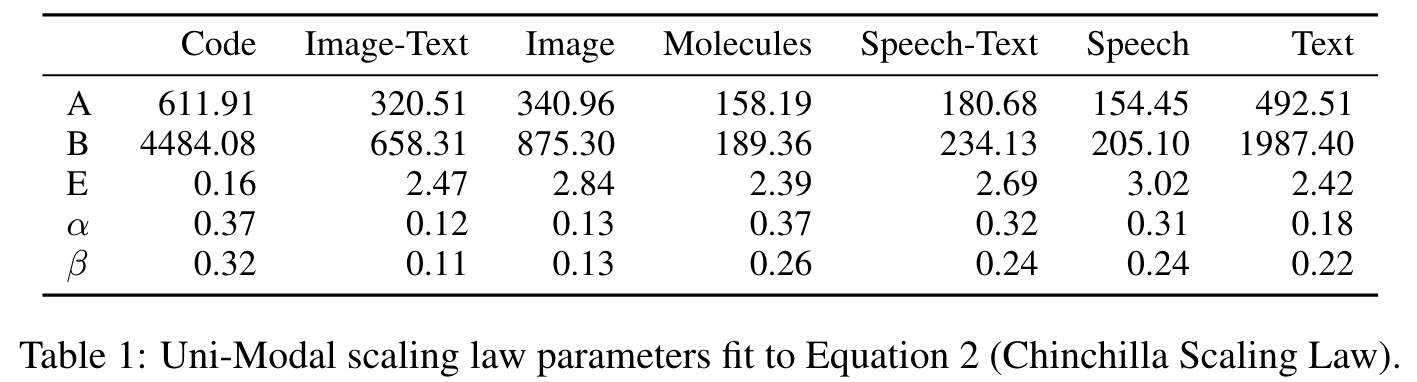 Code Image-Text Image Molecules Speech-Text Speech Text
A 611.91 320.51 340.96 158.19 180.68 154.45 492.51
B 4484.08 658.31 875.30 189.36 234.13 205.10 1987.40
E 0.16 2.47 2.84 2.39 2.69 3.02 2.42
α 0.37 0.12 0.13 0.37 0.32 0.31 0.18
β 0.32 0.11 0.13 0.26 0.24 0.24 0.22
Table 1: Uni-Modal scaling law parameters fit to Equation 2 (Chinchilla Scaling Law).